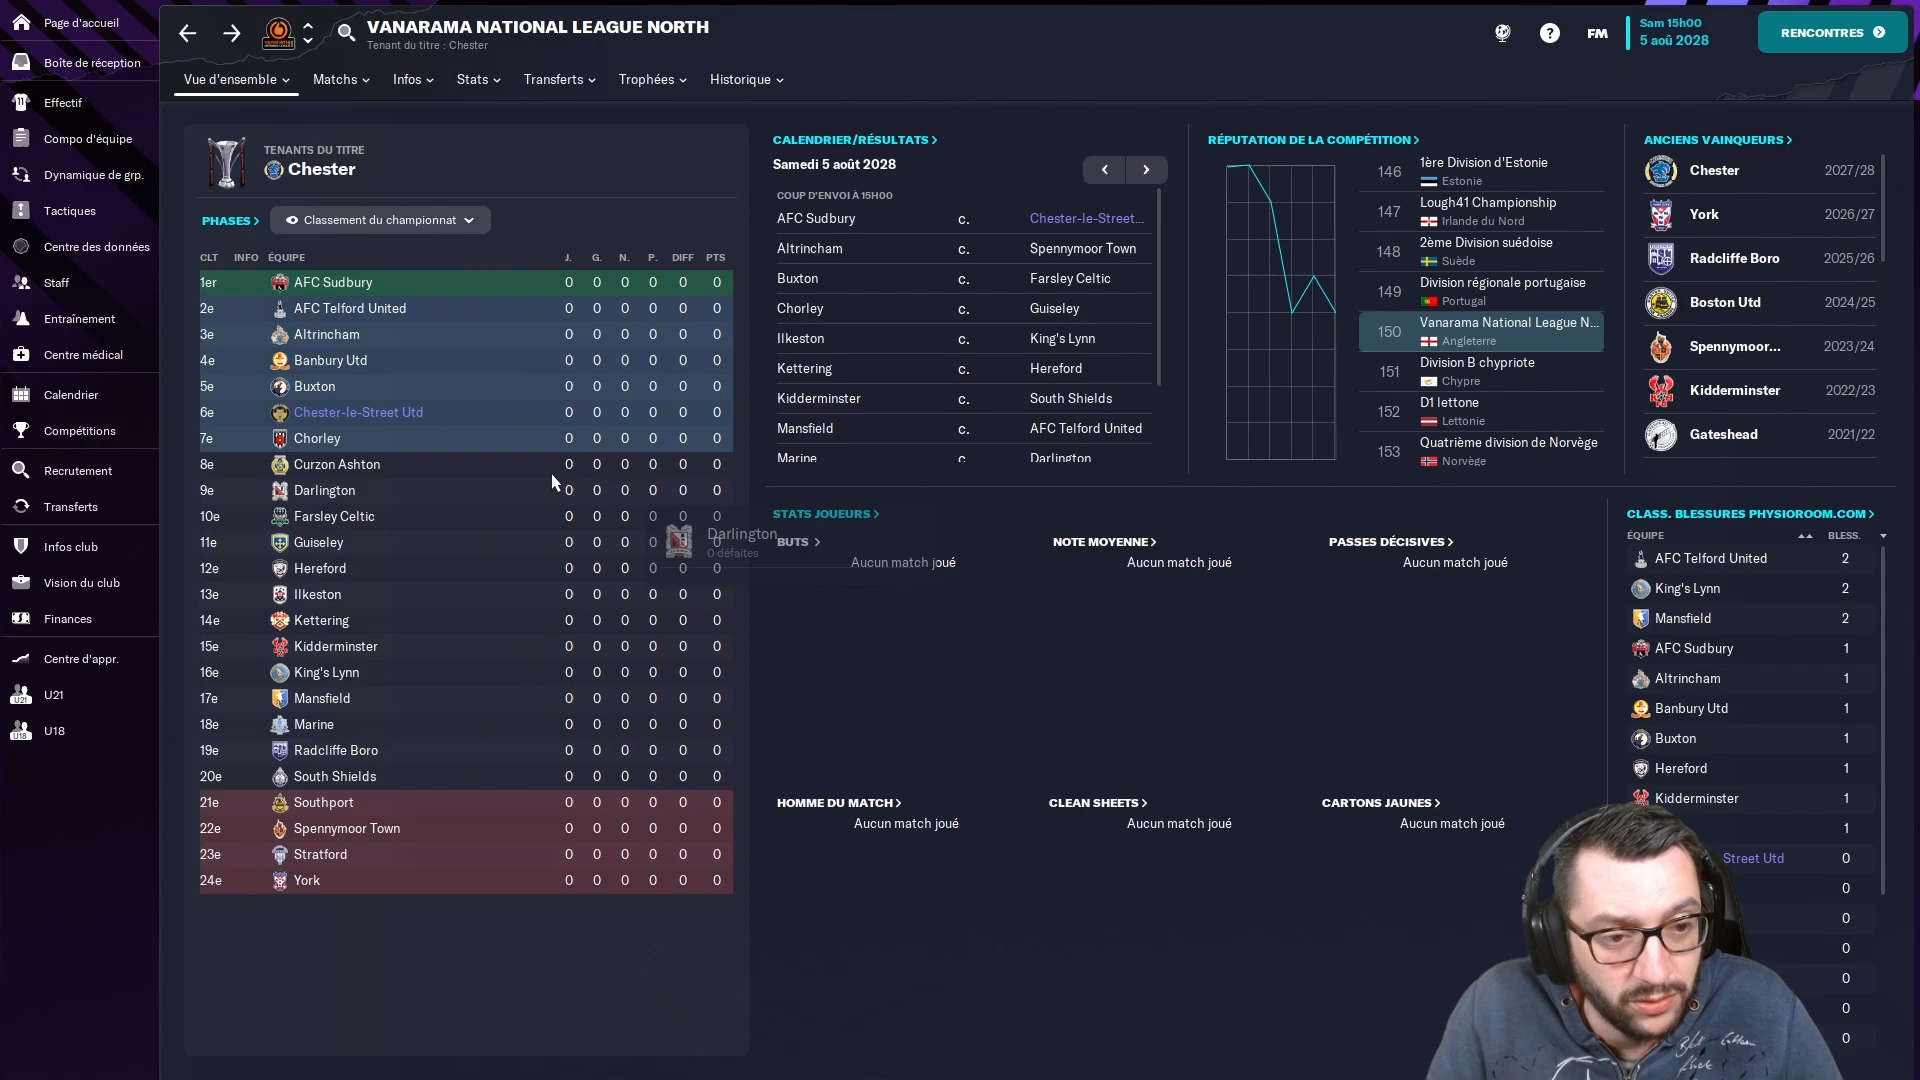 Page d'accueil
Boîte de réception
Effectif
Compo d'équipe
Dynamique de grp.
Tactiques
Centre des données
Staff
Entraînement
Centre médical
Calendrier
Compétitions
Recrutement
Transferts
Infos club
Vision du club
Finances
Centre d'appr.
U21
U18
VANARAMA NATIONAL LEAGUE NORTH
Tenant du titre : Chester
FM
Sam 15h00
5 aoû 2028
RENCONTRES
Vue d'ensemble Matchs Infos Stats Transferts Trophées Historique
TENANTS DU TITRE
Chester
PHASES > Classement du championnat
CLT INFO ÉQUIPE J. G. N. P. DIFF PTS
1er AFC Sudbury 0 0 0 0 0 0
2e AFC Telford United 0 0 0 0 0 0
3e Altrincham 0 0 0 0 0 0
4e Banbury Utd 0 0 0 0 0 0
5e Buxton 0 0 0 0 0 0
6e Chester-le-Street Utd 0 0 0 0 0 0
7e Chorley 0 0 0 0 0 0
8e Curzon Ashton 0 0 0 0 0 0
9e Darlington 0 0 0 0 0 0
10e Farsley Celtic 0 0 0 0 0 0
11e Guiseley 0 0 0 0 0 0
12e Hereford 0 0 0 0 0 0
13e Ilkeston 0 0 0 0 0 0
14e Kettering 0 0 0 0 0 0
15e Kidderminster 0 0 0 0 0 0
16e King's Lynn 0 0 0 0 0 0
17e Mansfield 0 0 0 0 0 0
18e Marine 0 0 0 0 0 0
19e Radcliffe Boro 0 0 0 0 0 0
20e South Shields 0 0 0 0 0 0
21e Southport 0 0 0 0 0 0
22e Spennymoor Town 0 0 0 0 0 0
23e Stratford 0 0 0 0 0 0
24e York 0 0 0 0 0 0
Darlington
0 défaites
CALENDRIER/RÉSULTATS >
Samedi 5 août 2028
COUP D'ENVOI À 15H00
AFC Sudbury c. Chester-le-Street...
Altrincham c. Spennymoor Town
Buxton c. Farsley Celtic
Chorley c. Guiseley
Ilkeston c. King's Lynn
Kettering c. Hereford
Kidderminster c. South Shields
Mansfield c. AFC Telford United
Marine c. Darlington
RÉPUTATION DE LA COMPÉTITION >
146 1ère Division d'Estonie
Estonie
147 Lough41 Championship
Irlande du Nord
148 2ème Division suédoise
Suède
149 Division régionale portugaise
Portugal
150 Vanarama National League N...
Angleterre
151 Division B chypriote
Chypre
152 D1 lettone
Lettonie
153 Quatrième division de Norvège
Norvège
ANCIENS VAINQUEURS >
Chester 2027/28
York 2026/27
Radcliffe Boro 2025/26
Boston Utd 2024/25
Spennymoor... 2023/24
Kidderminster 2022/23
Gateshead 2021/22
STATS JOUEURS >
BUTS >
Aucun match joué
NOTE MOYENNE >
Aucun match joué
PASSES DÉCISIVES >
Aucun match joué
HOMME DU MATCH >
Aucun match joué
CLEAN SHEETS >
Aucun match joué
CARTONS JAUNES >
Aucun match joué
CLASS. BLESSURES PHYSIOROOM.COM >
ÉQUIPE BLESS.
AFC Telford United 2
King's Lynn 2
Mansfield 2
AFC Sudbury 1
Altrincham 1
Banbury Utd 1
Buxton 1
Hereford 1
Kidderminster 1
1
Street Utd 0
0
0
0
0
0
0